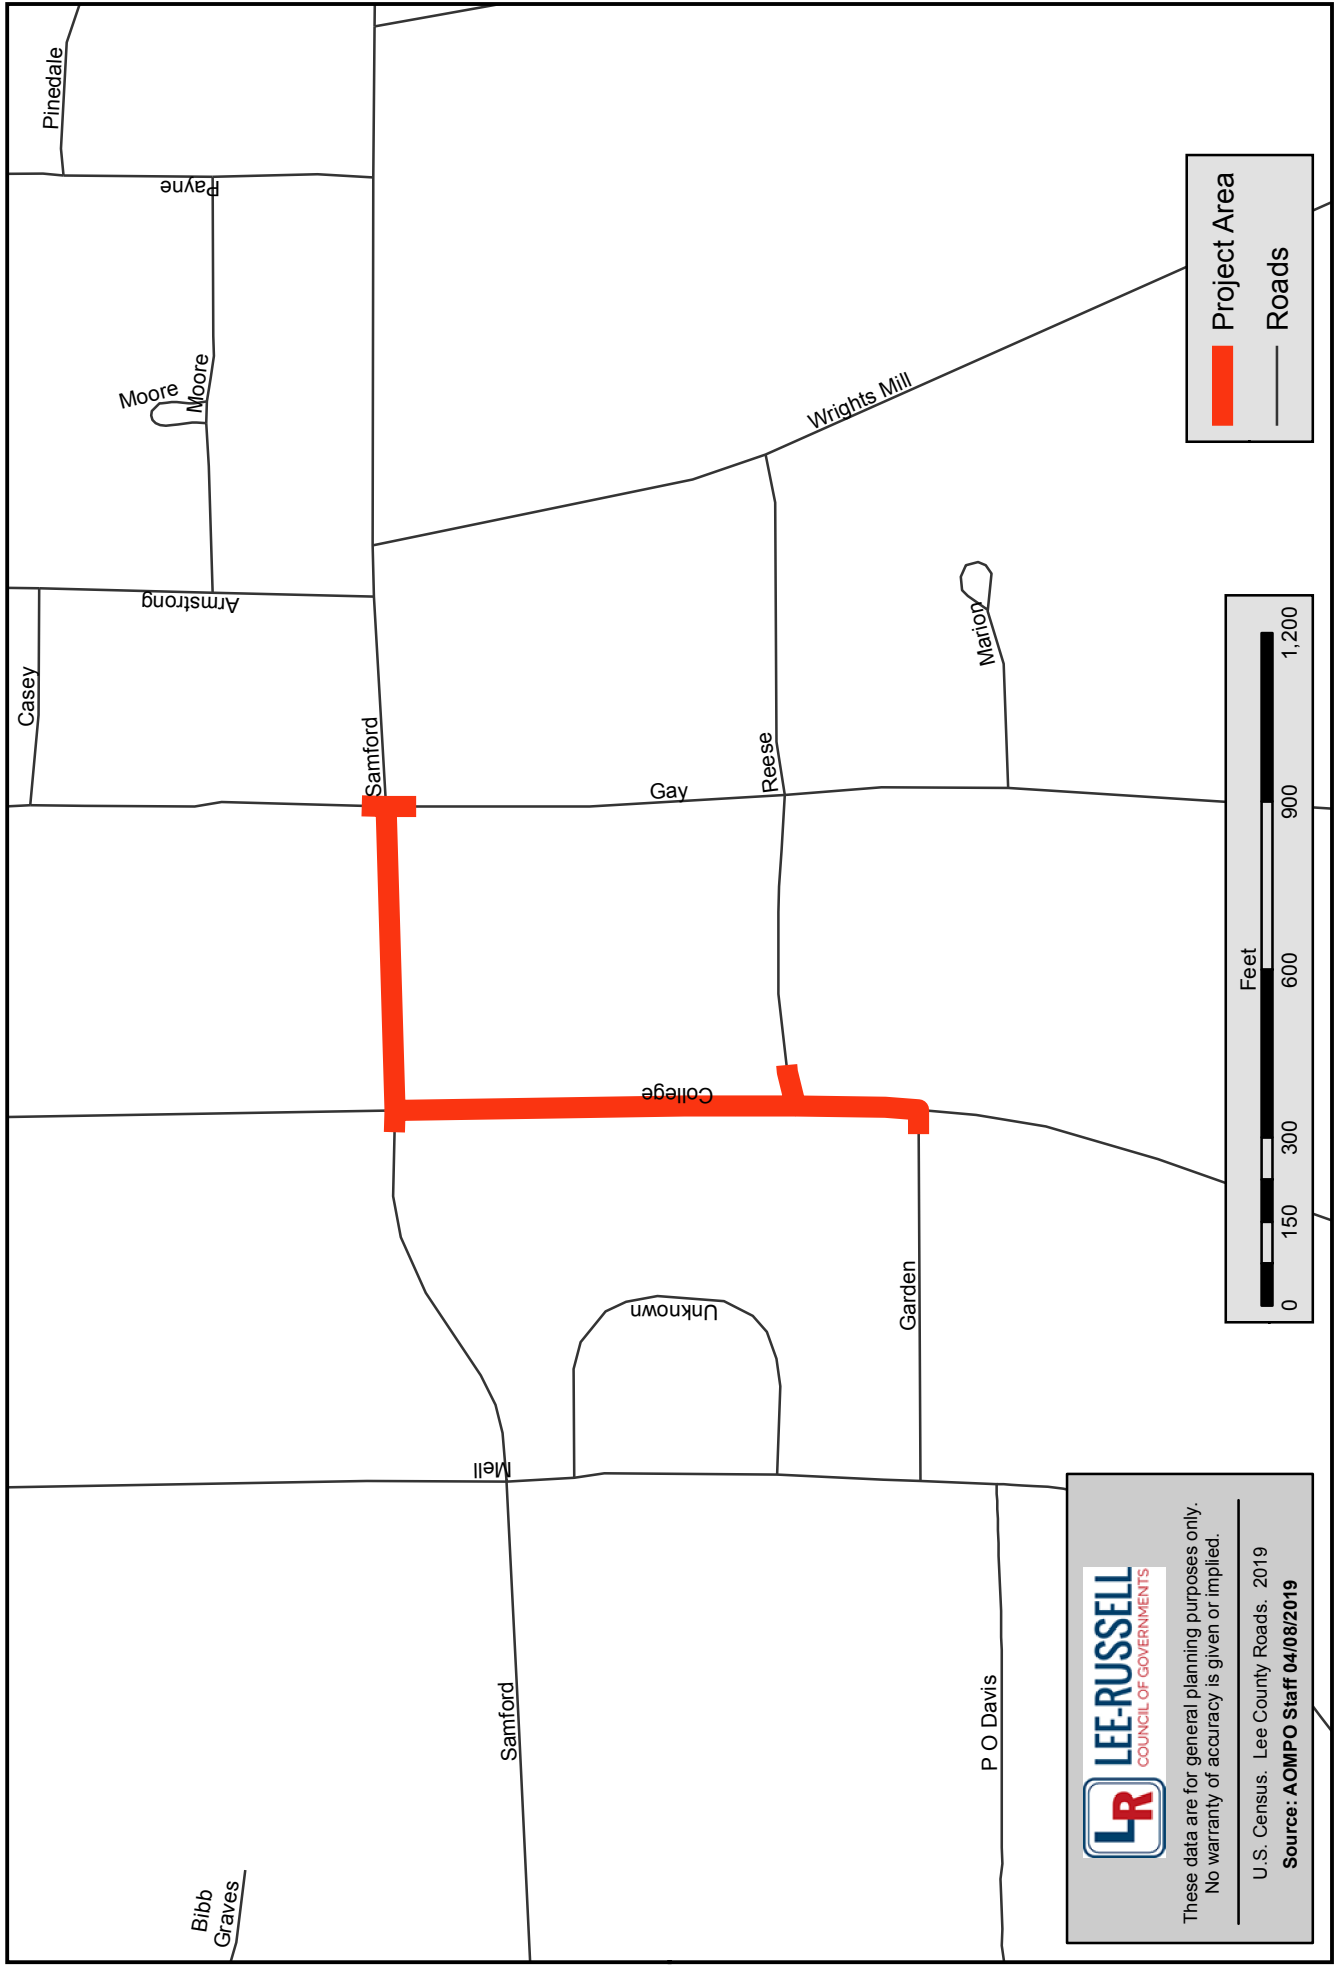 Bibb
Graves
Samford
P O Davis
Mell
Unknown
Garden
College
Samford
Gay
Reese
Casey
Armstrong
Marion
Moore
Moore
Wrights Mill
Payne
Pinedale
LR
LEE-RUSSELL
COUNCIL OF GOVERNMENTS
These data are for general planning purposes only.
No warranty of accuracy is given or implied.
U.S. Census. Lee County Roads. 2019
Source: AOMPO Staff 04/08/2019
Feet
0 150 300 600 900 1,200
Project Area
Roads